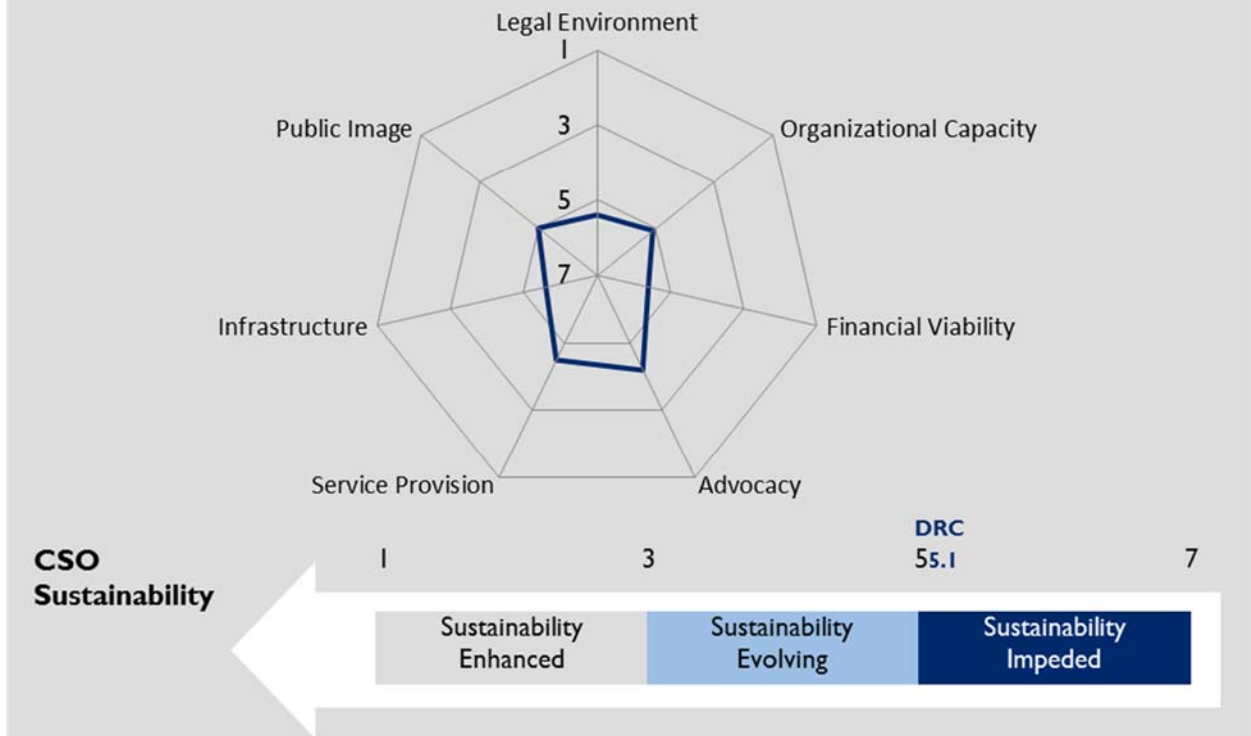 Legal Environment
1
Public Image
3
Organizational Capacity
5
7
Infrastructure
Financial Viability
Service Provision
Advocacy
DRC
CSO
Sustainability
1 3 5 5.1 7
Sustainability
Enhanced
Sustainability
Evolving
Sustainability
Impeded